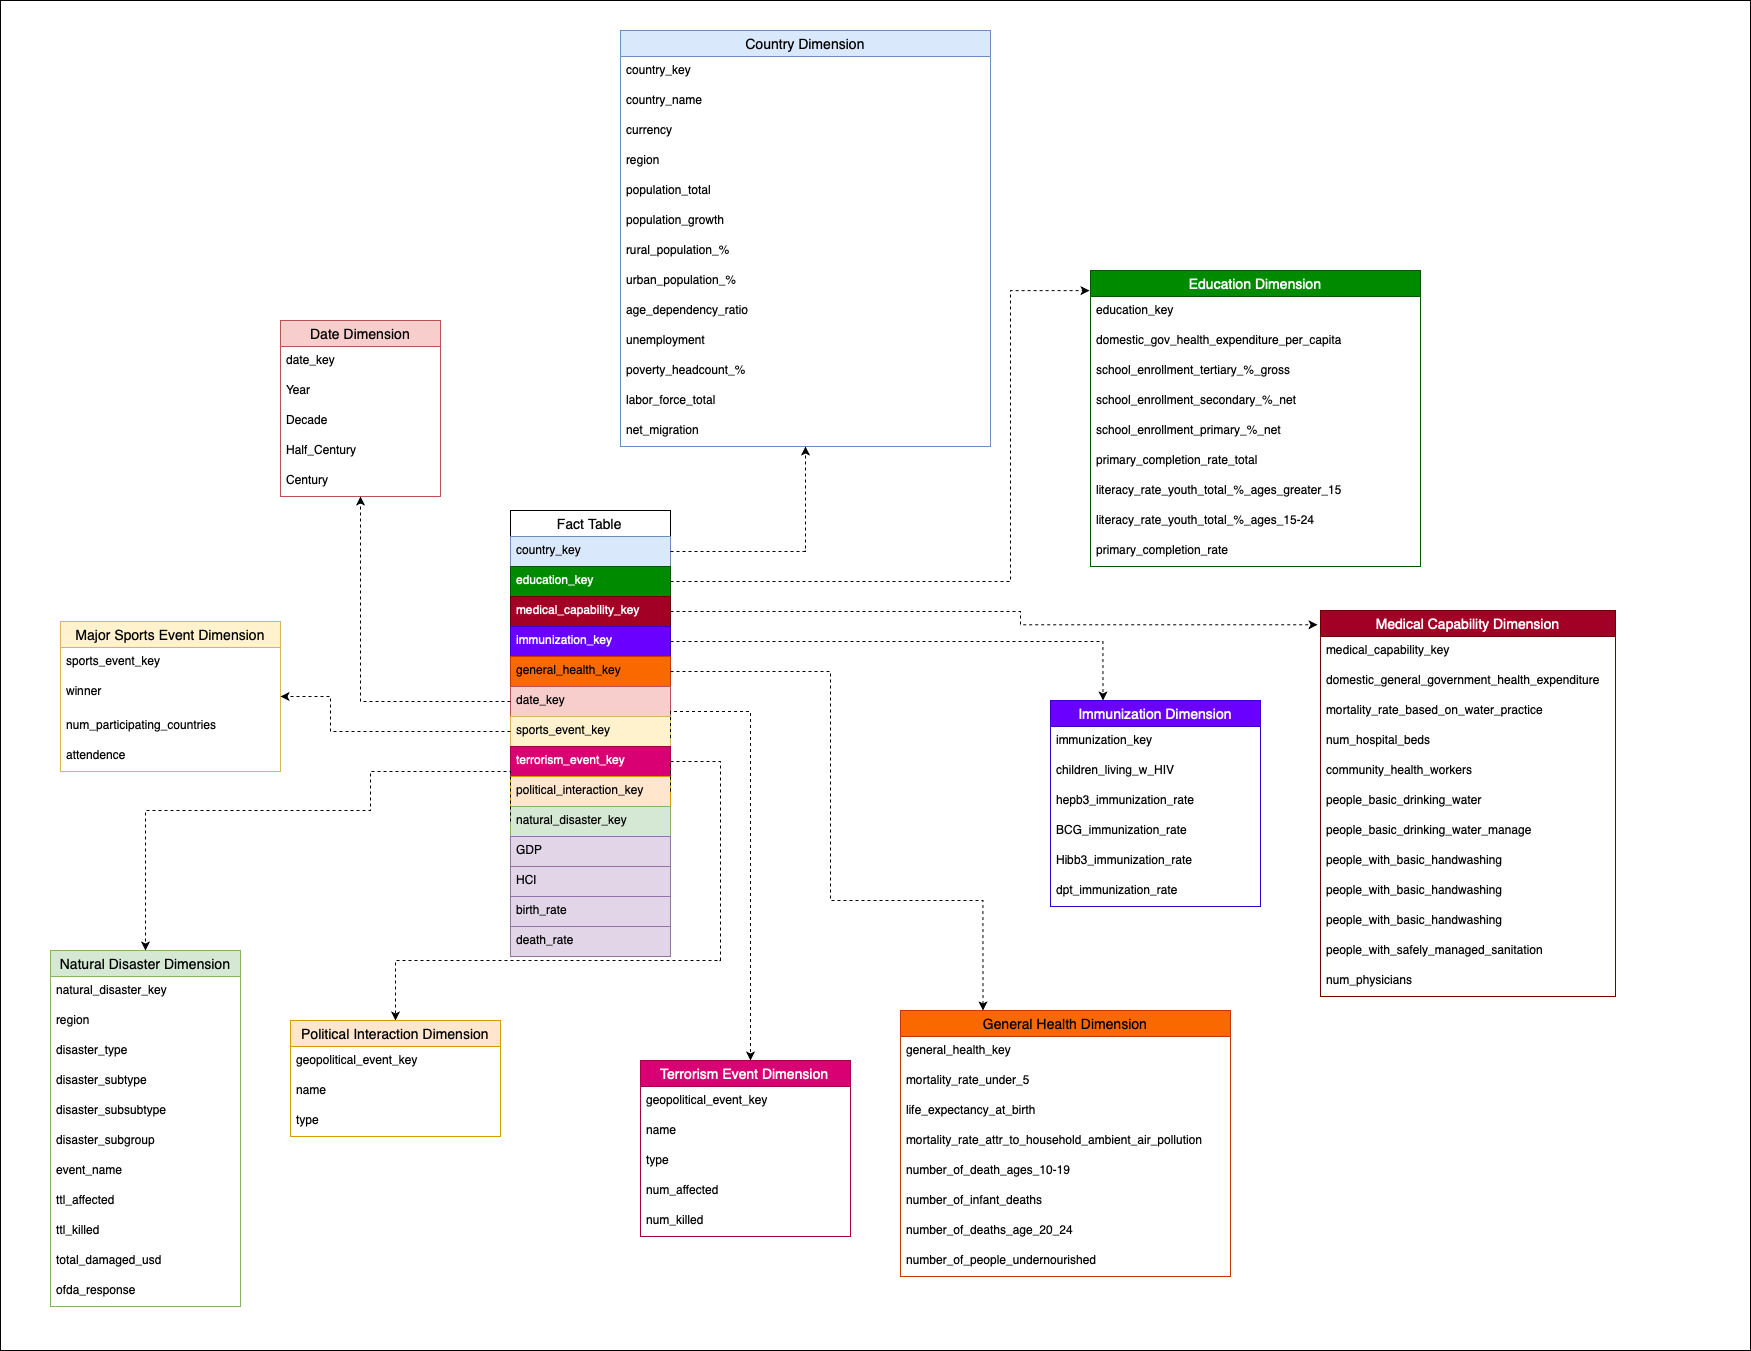 Country Dimension
country_key
country_name
currency
region
population_total
population_growth
rural_population_%
urban_population_%
age_dependency_ratio
unemployment
poverty_headcount_%
labor_force_total
net_migration
Education Dimension
education_key
domestic_gov_health_expenditure_per_capita
school_enrollment_tertiary_%_gross
school_enrollment_secondary_%_net
school_enrollment_primary_%_net
primary_completion_rate_total
literacy_rate_youth_total_%_ages_greater_15
literacy_rate_youth_total_%_ages_15-24
primary_completion_rate
Date Dimension
date_key
Year
Decade
Half_Century
Century
Fact Table
country_key
education_key
medical_capability_key
immunization_key
general_health_key
date_key
sports_event_key
terrorism_event_key
political_interaction_key
natural_disaster_key
GDP
HCI
birth_rate
death_rate
Major Sports Event Dimension
sports_event_key
winner
num_participating_countries
attendence
Medical Capability Dimension
medical_capability_key
domestic_general_government_health_expenditure
mortality_rate_based_on_water_practice
num_hospital_beds
community_health_workers
people_basic_drinking_water
people_basic_drinking_water_manage
people_with_basic_handwashing
people_with_basic_handwashing
people_with_basic_handwashing
people_with_safely_managed_sanitation
num_physicians
Immunization Dimension
immunization_key
children_living_w_HIV
hepb3_immunization_rate
BCG_immunization_rate
Hibb3_immunization_rate
dpt_immunization_rate
Natural Disaster Dimension
natural_disaster_key
region
disaster_type
disaster_subtype
disaster_subsubtype
disaster_subgroup
event_name
ttl_affected
ttl_killed
total_damaged_usd
ofda_response
Political Interaction Dimension
geopolitical_event_key
name
type
Terrorism Event Dimension
geopolitical_event_key
name
type
num_affected
num_killed
General Health Dimension
general_health_key
mortality_rate_under_5
life_expectancy_at_birth
mortality_rate_attr_to_household_ambient_air_pollution
number_of_death_ages_10-19
number_of_infant_deaths
number_of_deaths_age_20_24
number_of_people_undernourished